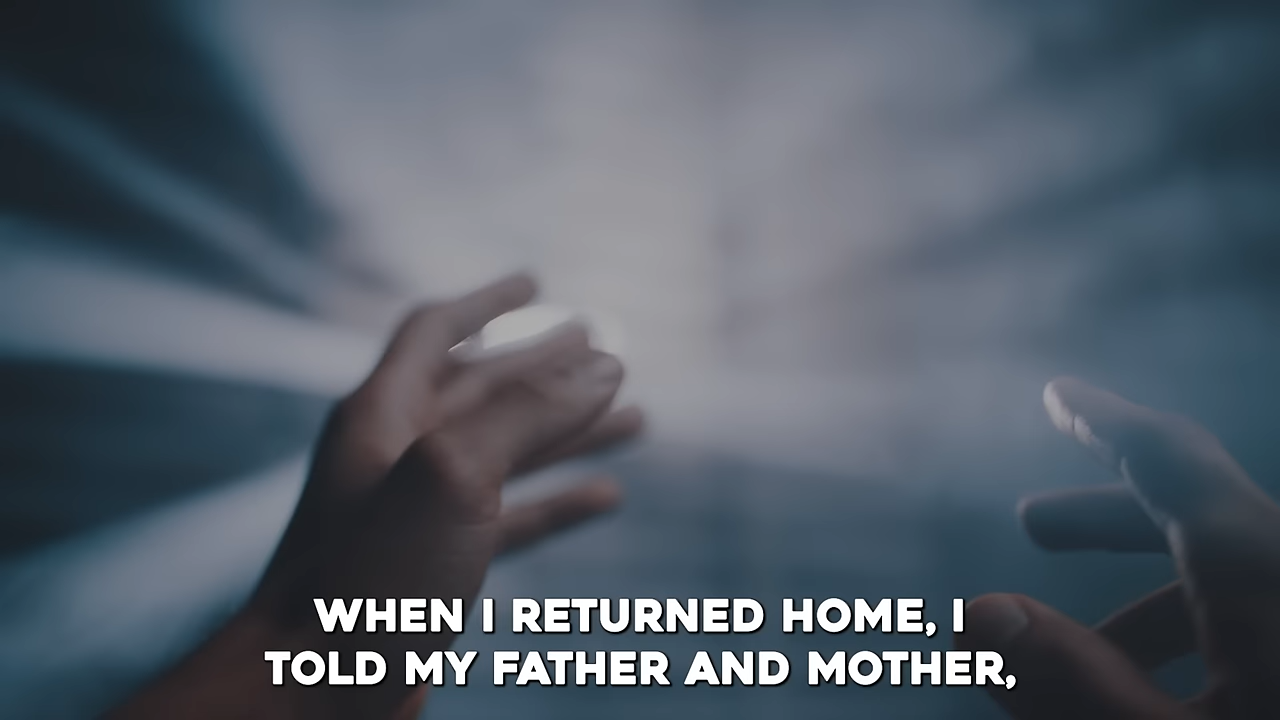 WHEN I RETURNED HOME, I
TOLD MY FATHER AND MOTHER,